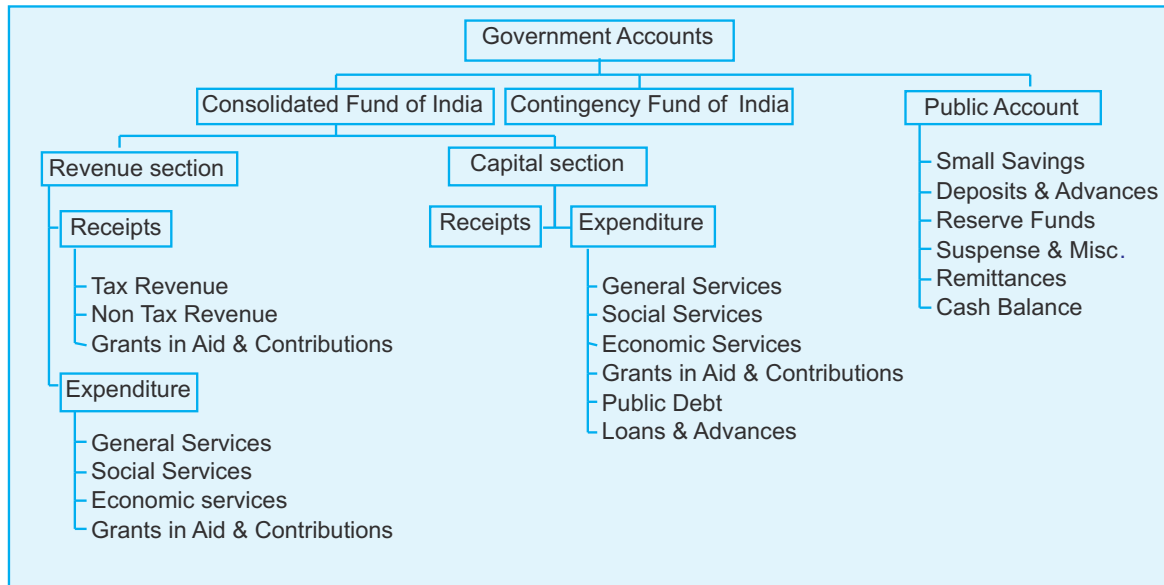 Government Accounts
Consolidated Fund of India
Contingency Fund of India
Public Account
Small Savings
Deposits & Advances
Reserve Funds
Suspense & Misc.
Remittances
Cash Balance
Revenue section
Receipts
Tax Revenue
Non Tax Revenue
Grants in Aid & Contributions
Expenditure
General Services
Social Services
Economic services
Grants in Aid & Contributions
Capital section
Receipts
Expenditure
General Services
Social Services
Economic Services
Grants in Aid & Contributions
Public Debt
Loans & Advances